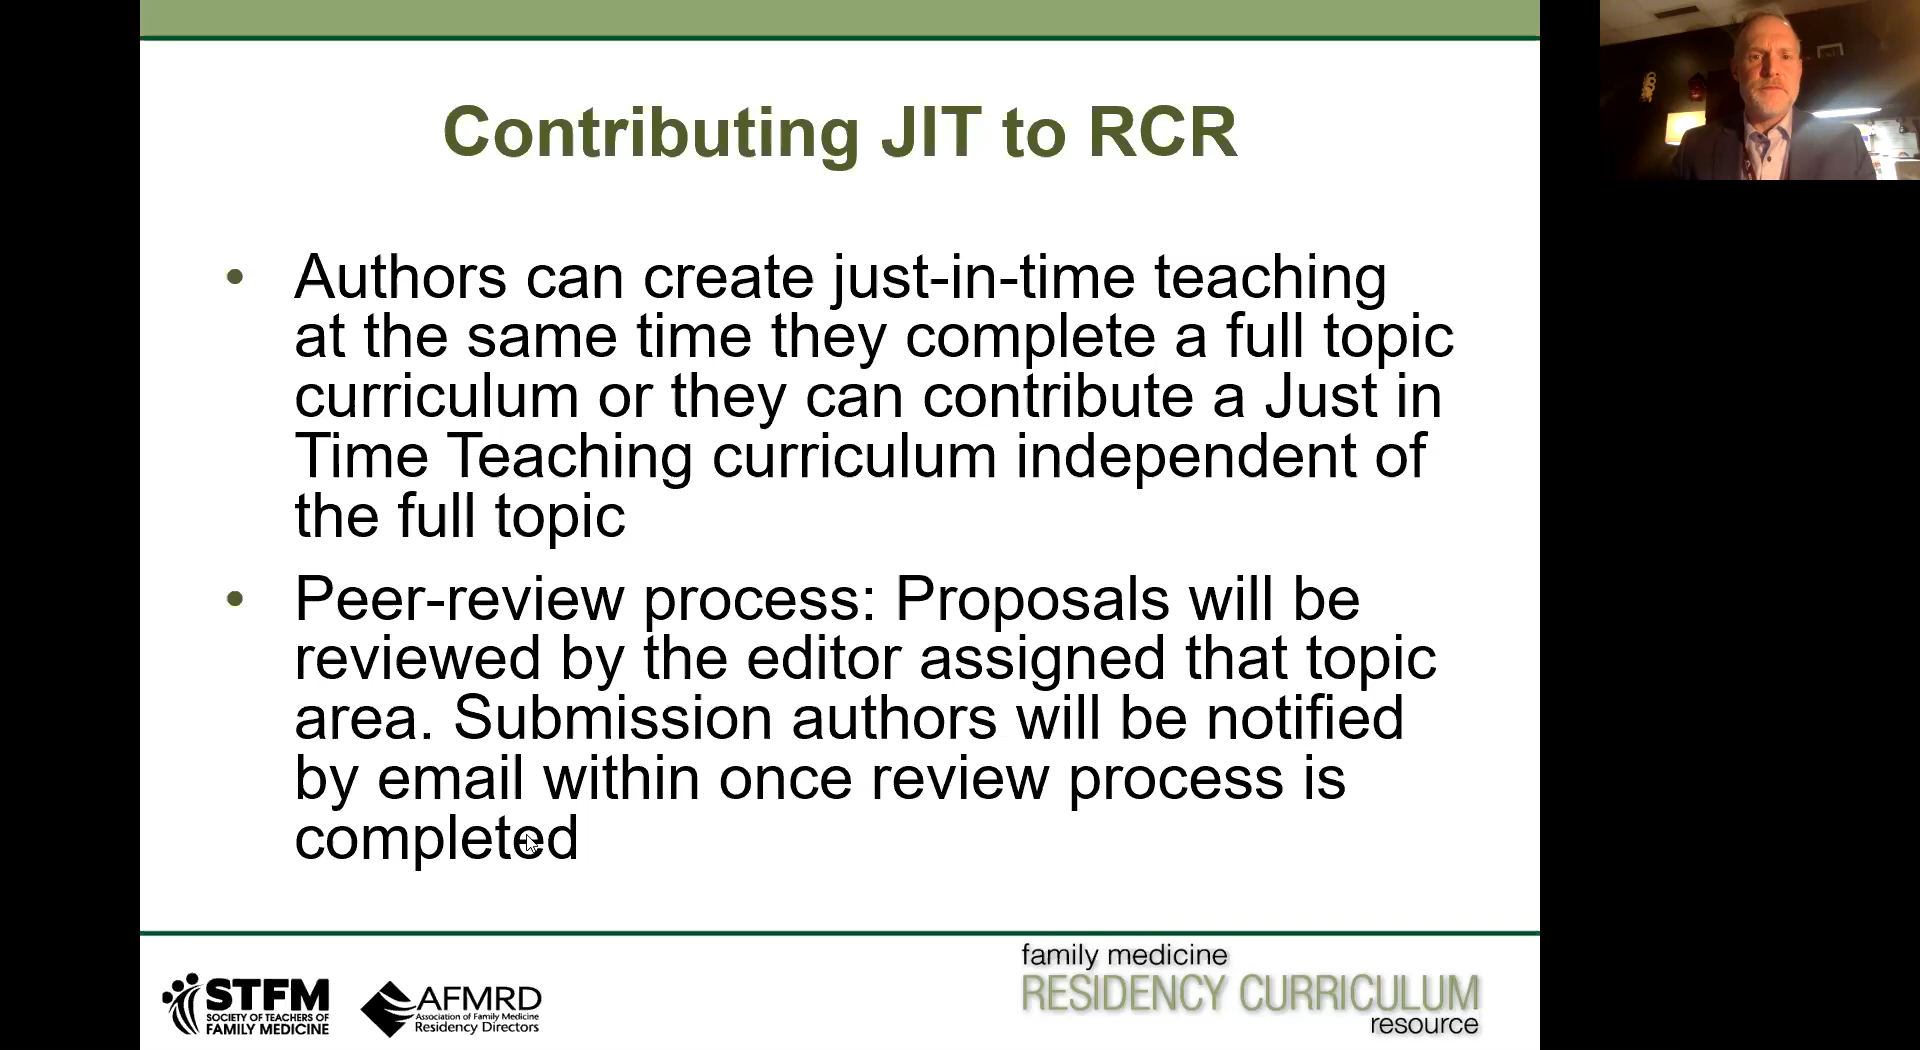 Contributing JIT to RCR
• Authors can create just-in-time teaching
at the same time they complete a full topic
curriculum or they can contribute a Just in
Time Teaching curriculum independent of
the full topic
• Peer-review process: Proposals will be
reviewed by the editor assigned that topic
area. Submission authors will be notified
by email within once review process is
completed
STFM
SOCIETY OF TEACHERS OF
FAMILY MEDICINE
AFMRD
Association of Family Medicine
Residency Directors
family medicine
RESIDENCY CURRICULUM
resource